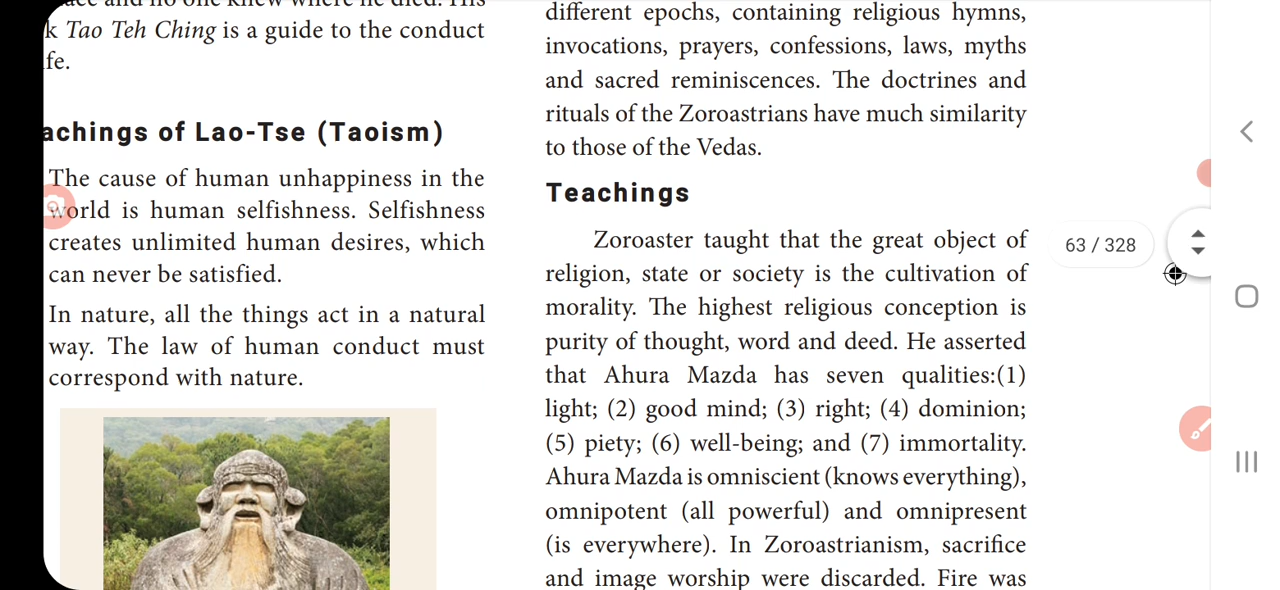 k Tao Teh Ching is a guide to the conduct
fe.
achings of Lao-Tse (Taoism)
The cause of human unhappiness in the
world is human selfishness. Selfishness
creates unlimited human desires, which
can never be satisfied.
In nature, all the things act in a natural
way. The law of human conduct must
correspond with nature.
different epochs, containing religious hymns,
invocations, prayers, confessions, laws, myths
and sacred reminiscences. The doctrines and
rituals of the Zoroastrians have much similarity
to those of the Vedas.
Teachings
Zoroaster taught that the great object of
religion, state or society is the cultivation of
morality. The highest religious conception is
purity of thought, word and deed. He asserted
that Ahura Mazda has seven qualities:(1)
light; (2) good mind; (3) right; (4) dominion;
(5) piety; (6) well-being; and (7) immortality.
Ahura Mazda is omniscient (knows everything),
omnipotent (all powerful) and omnipresent
(is everywhere). In Zoroastrianism, sacrifice
and image worship were discarded. Fire was
63 / 328